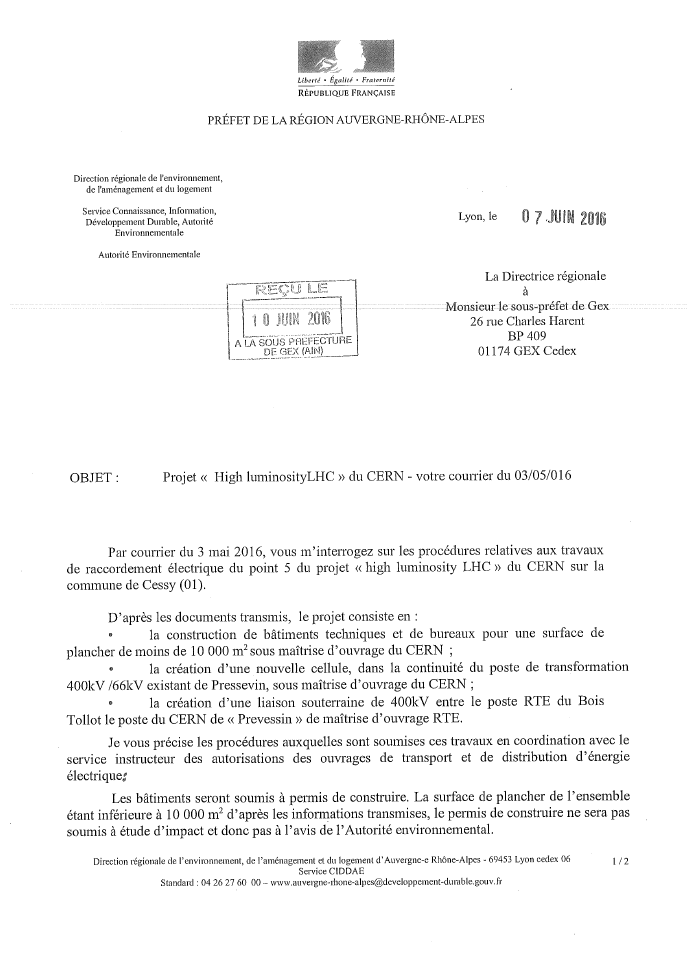 Liberté • Égalité • Fraternité
RÉPUBLIQUE FRANÇAISE
PRÉFET DE LA RÉGION AUVERGNE-RHÔNE-ALPES
Direction régionale de l'environnement,
de l'aménagement et du logement
Service Connaissance, Information,
Développement Durable, Autorité
Environnementale
Autorité Environnementale
Lyon, le 07 JUIN 2016
REÇU LE
10 JUIN 2016
A LA SOUS PREFECTURE
DE GEX (AIN)
La Directrice régionale
à
Monsieur le sous-préfet de Gex
26 rue Charles Harent
BP 409
01174 GEX Cedex
OBJET : Projet « High luminosityLHC » du CERN - votre courrier du 03/05/016
Par courrier du 3 mai 2016, vous m'interrogez sur les procédures relatives aux travaux
de raccordement électrique du point 5 du projet « high luminosity LHC » du CERN sur la
commune de Cessy (01).
D'après les documents transmis, le projet consiste en :
• la construction de bâtiments techniques et de bureaux pour une surface de
plancher de moins de 10 000 m² sous maîtrise d'ouvrage du CERN ;
• la création d'une nouvelle cellule, dans la continuité du poste de transformation
400kV /66kV existant de Pressevin, sous maîtrise d'ouvrage du CERN ;
• la création d'une liaison souterraine de 400kV entre le poste RTE du Bois
Tollot le poste du CERN de « Prevessin » de maîtrise d'ouvrage RTE.
Je vous précise les procédures auxquelles sont soumises ces travaux en coordination avec le
service instructeur des autorisations des ouvrages de transport et de distribution d'énergie
électrique:
Les bâtiments seront soumis à permis de construire. La surface de plancher de l'ensemble
étant inférieure à 10 000 m² d'après les informations transmises, le permis de construire ne sera pas
soumis à étude d'impact et donc pas à l'avis de l'Autorité environnemental.
Direction régionale de l'environnement, de l'aménagement et du logement d'Auvergne-e Rhône-Alpes - 69453 Lyon cedex 06
1 / 2
Service CIDDAE
Standard : 04 26 27 60 00 – www.auvergne-rhone-alpes@developpement-durable.gouv.fr